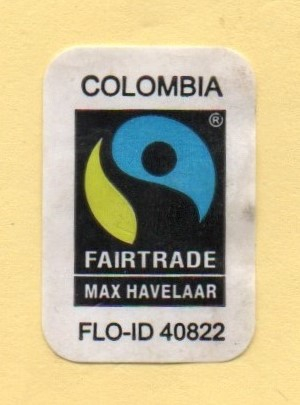 COLOMBIA
®
FAIRTRADE
MAX HAVELAAR
FLO-ID 40822